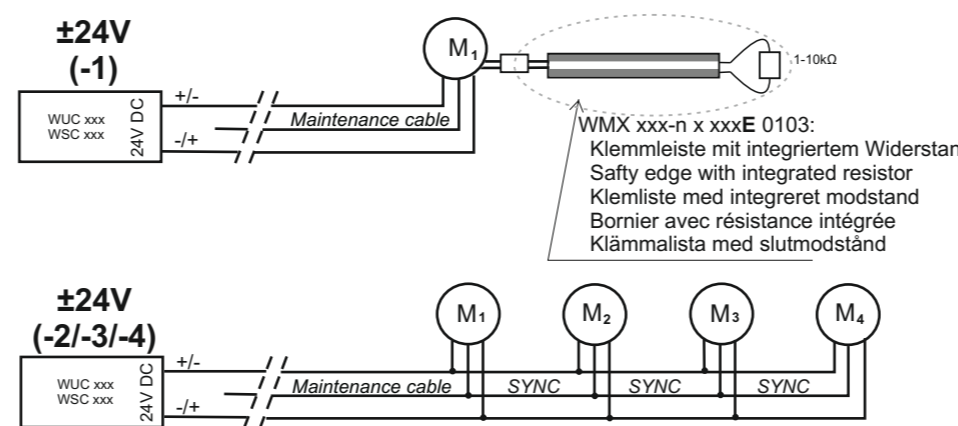 ±24V
(-1)
WUC xxx
WSC xxx
24V DC
+/-
-/+
Maintenance cable
M1
1-10kΩ
WMX xxx-n x xxxE 0103:
Klemmleiste mit integriertem Widerstan
Safty edge with integrated resistor
Klemliste med integreret modstand
Bornier avec résistance intégrée
Klämmalista med slutmodstånd
±24V
(-2/-3/-4)
WUC xxx
WSC xxx
24V DC
+/-
-/+
M1 M2 M3 M4
Maintenance cable SYNC SYNC SYNC